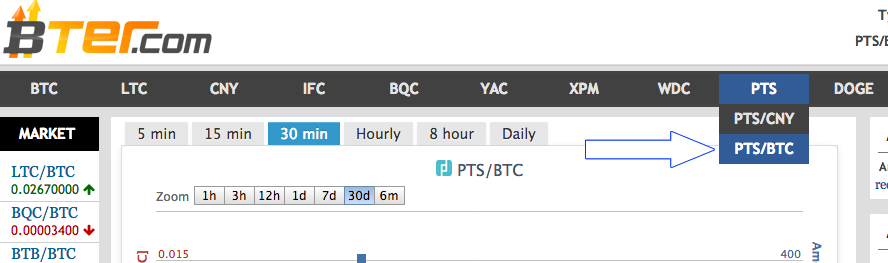 BTer.com
Ty
PTS/B
BTC LTC CNY IFC BQC YAC XPM WDC PTS DOGE
PTS/CNY
PTS/BTC
MARKET
LTC/BTC
0.02670000
BQC/BTC
0.00003400
BTB/BTC
5 min 15 min 30 min Hourly 8 hour Daily
PTS/BTC
Zoom 1h 3h 12h 1d 7d 30d 6m
0.015
400
Am
A
rec